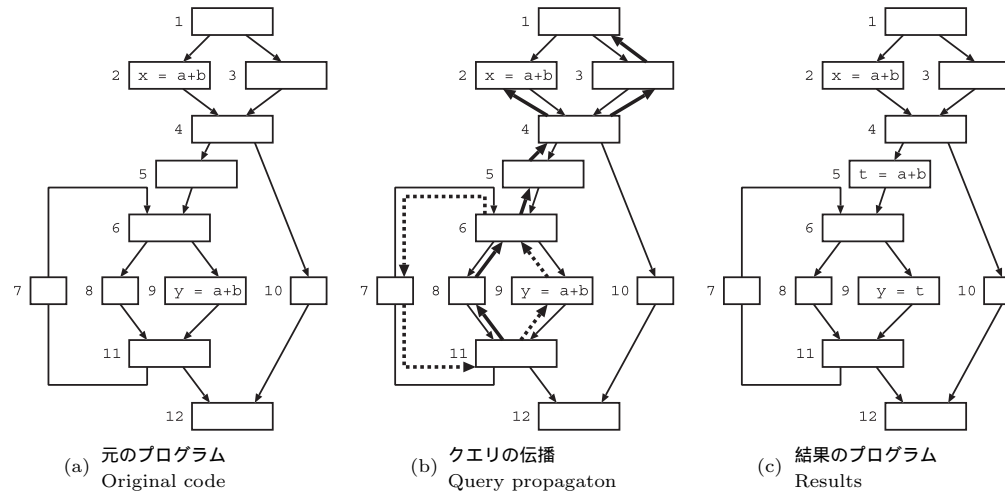 1
2 x = a+b 3
4
5
6
7 8 9 y = a+b 10
11
12
(a) 元のプログラム
Original code
1
2 x = a+b 3
4
5
6
7 8 9 y = a+b 10
11
12
(b) クエリの伝播
Query propagaton
1
2 x = a+b 3
4
5 t = a+b
6
7 8 9 y = t 10
11
12
(c) 結果のプログラム
Results